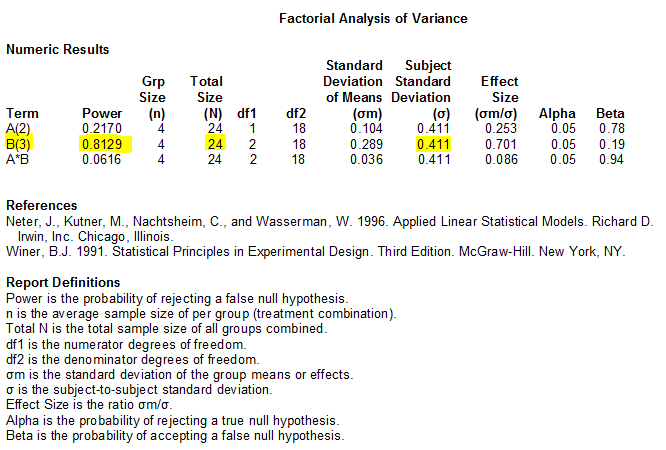 Factorial Analysis of Variance
Numeric Results
Standard Subject
Grp Total Deviation Standard Effect
Size Size of Means Deviation Size
Term Power (n) (N) df1 df2 (σm) (σ) (σm/σ) Alpha Beta
A(2) 0.2170 4 24 1 18 0.104 0.411 0.253 0.05 0.78
B(3) 0.8129 4 24 2 18 0.289 0.411 0.701 0.05 0.19
A*B 0.0616 4 24 2 18 0.036 0.411 0.086 0.05 0.94
References
Neter, J., Kutner, M., Nachtsheim, C., and Wasserman, W. 1996. Applied Linear Statistical Models. Richard D.
Irwin, Inc. Chicago, Illinois.
Winer, B.J. 1991. Statistical Principles in Experimental Design. Third Edition. McGraw-Hill. New York, NY.
Report Definitions
Power is the probability of rejecting a false null hypothesis.
n is the average sample size of per group (treatment combination).
Total N is the total sample size of all groups combined.
df1 is the numerator degrees of freedom.
df2 is the denominator degrees of freedom.
σm is the standard deviation of the group means or effects.
σ is the subject-to-subject standard deviation.
Effect Size is the ratio σm/σ.
Alpha is the probability of rejecting a true null hypothesis.
Beta is the probability of accepting a false null hypothesis.